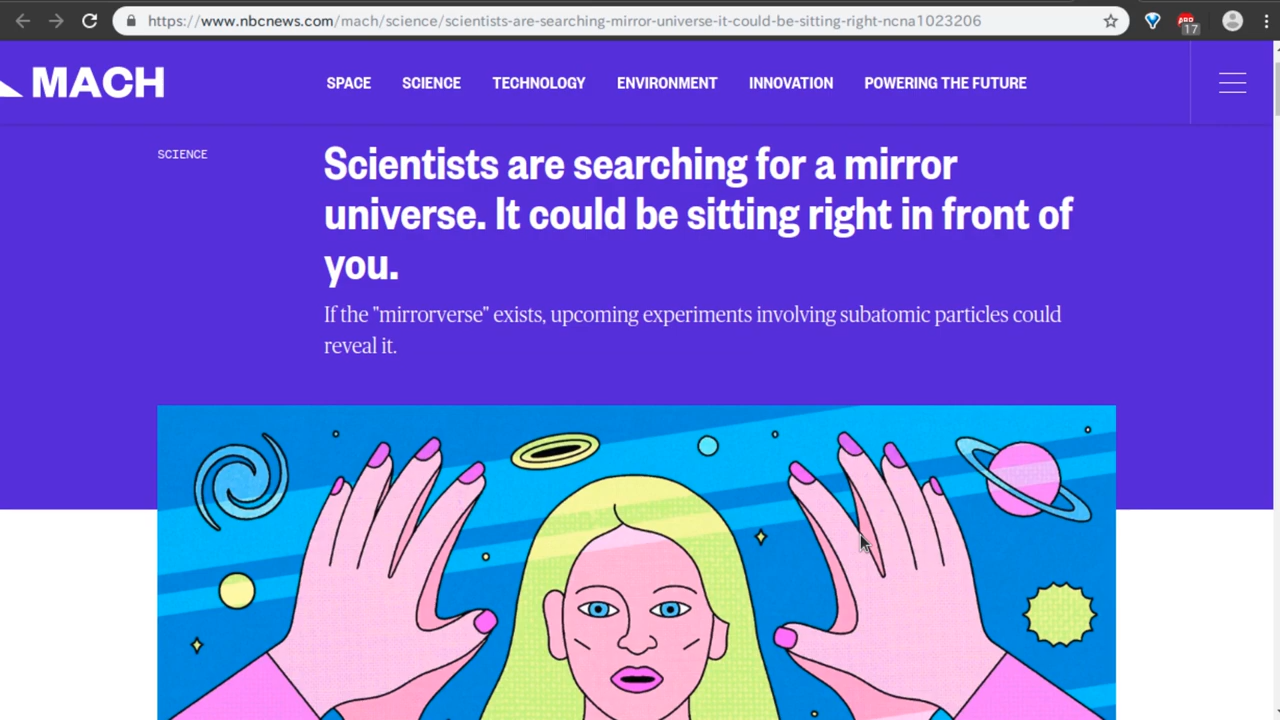 https://www.nbcnews.com/mach/science/scientists-are-searching-mirror-universe-it-could-be-sitting-right-ncna1023206
17
MACH
SPACE SCIENCE TECHNOLOGY ENVIRONMENT INNOVATION POWERING THE FUTURE
SCIENCE
Scientists are searching for a mirror
universe. It could be sitting right in front of
you.
If the "mirrorverse" exists, upcoming experiments involving subatomic particles could
reveal it.